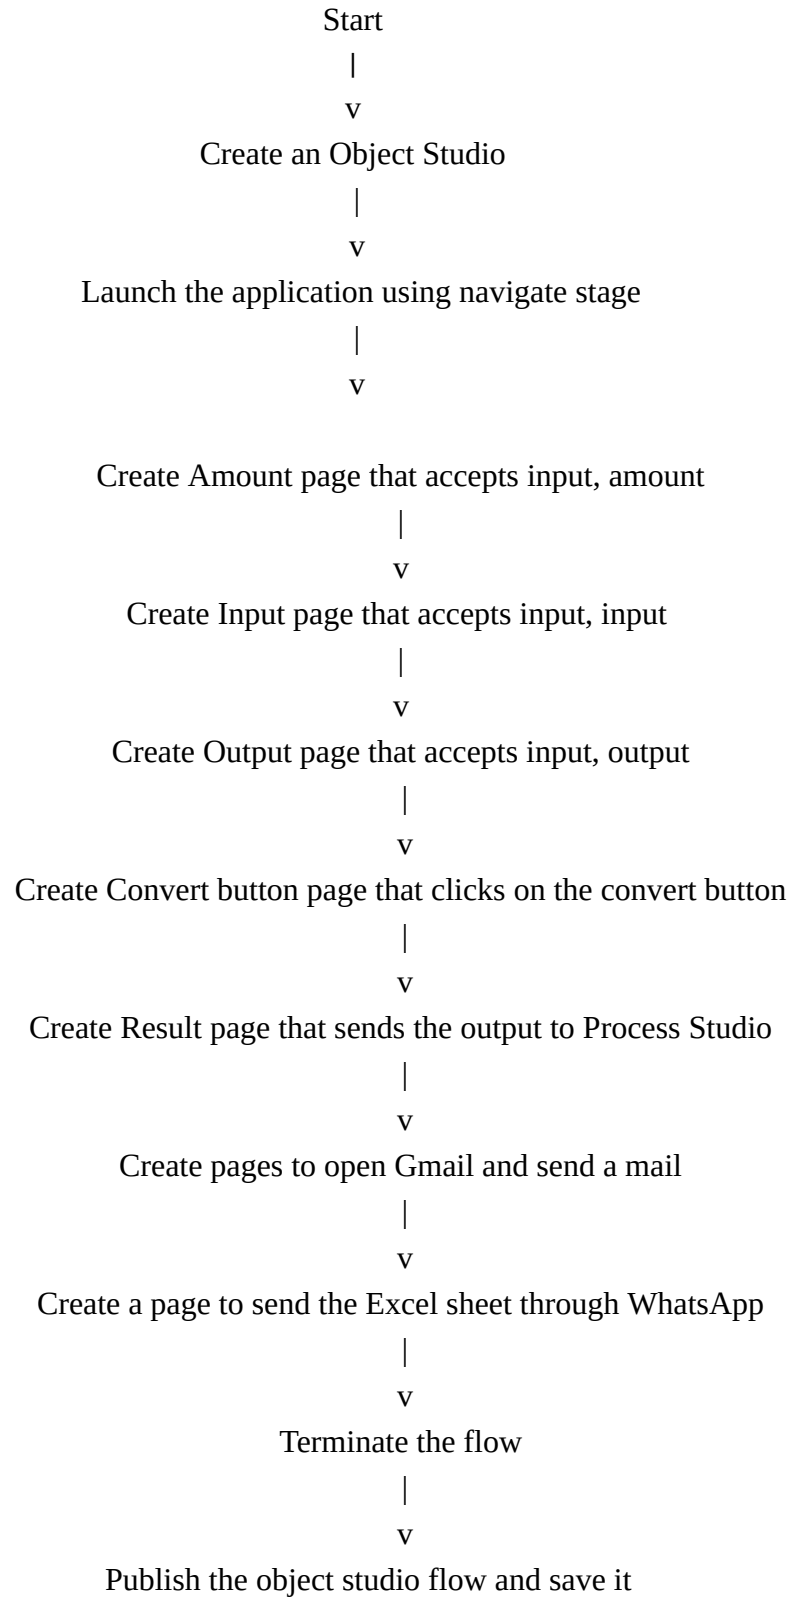 Start
|
v
Create an Object Studio
|
v
Launch the application using navigate stage
|
v
Create Amount page that accepts input, amount
|
v
Create Input page that accepts input, input
|
v
Create Output page that accepts input, output
|
v
Create Convert button page that clicks on the convert button
|
v
Create Result page that sends the output to Process Studio
|
v
Create pages to open Gmail and send a mail
|
v
Create a page to send the Excel sheet through WhatsApp
|
v
Terminate the flow
|
v
Publish the object studio flow and save it